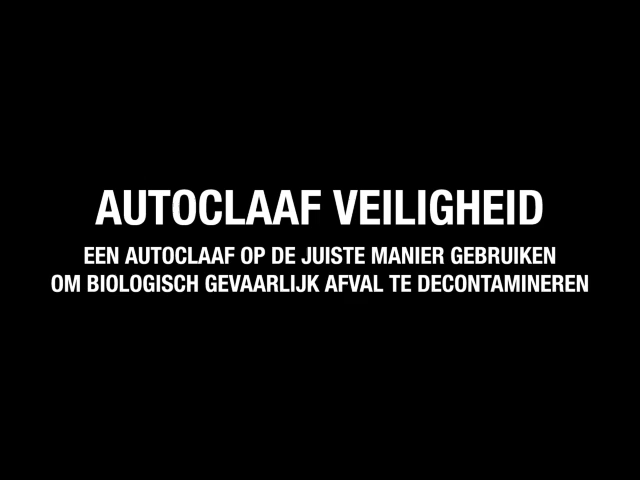 AUTOCLAAF VEILIGHEID
EEN AUTOCLAAF OP DE JUISTE MANIER GEBRUIKEN
OM BIOLOGISCH GEVAARLIJK AFVAL TE DECONTAMINEREN